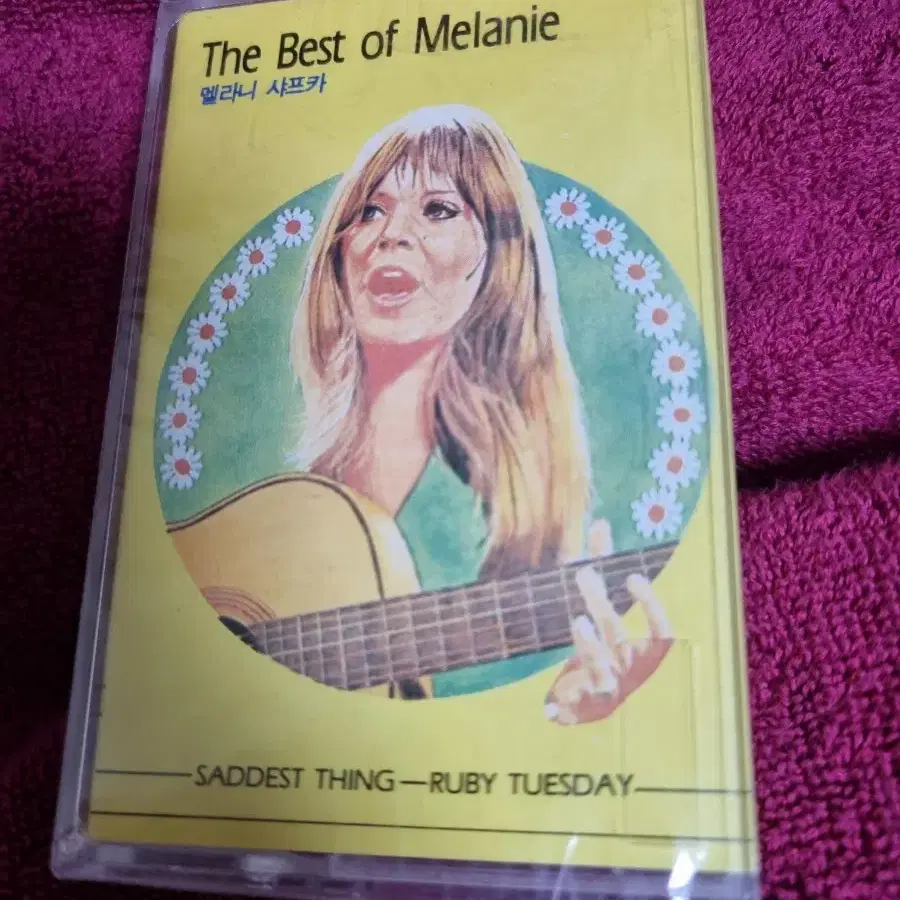 The Best of Melanie
멜라니 샤프카
SADDEST THING—RUBY TUESDAY